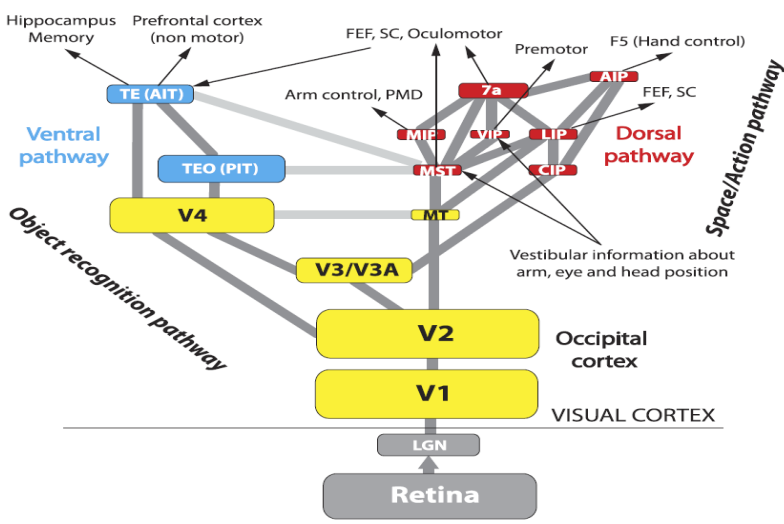 Hippocampus
Memory
Prefrontal cortex
(non motor)
FEF, SC, Oculomotor
Premotor
F5 (Hand control)
TE (AIT)
Arm control, PMD
7a
AIP
FEF, SC
Ventral
pathway
MIP
VIP
LIP
Dorsal
pathway
TEO (PIT)
MST
CIP
Space/Action pathway
V4
MT
Object recognition pathway
V3/V3A
Vestibular information about
arm, eye and head position
V2
Occipital
cortex
V1
VISUAL CORTEX
LGN
Retina